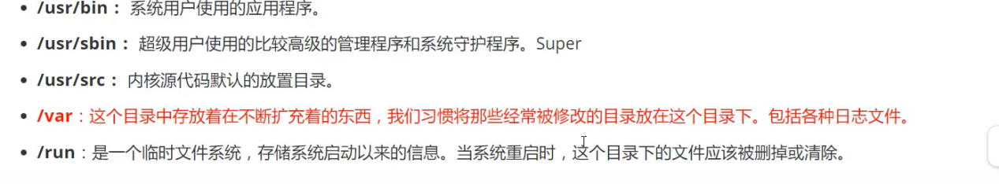 • /usr/bin： 系统用户使用的应用程序。
• /usr/sbin： 超级用户使用的比较高级的管理程序和系统守护程序。Super
• /usr/src： 内核源代码默认的放置目录。
• /var：这个目录中存放着在不断扩充着的东西，我们习惯将那些经常被修改的目录放在这个目录下。包括各种日志文件。
• /run：是一个临时文件系统，存储系统启动以来的信息。当系统重启时，这个目录下的文件应该被删掉或清除。